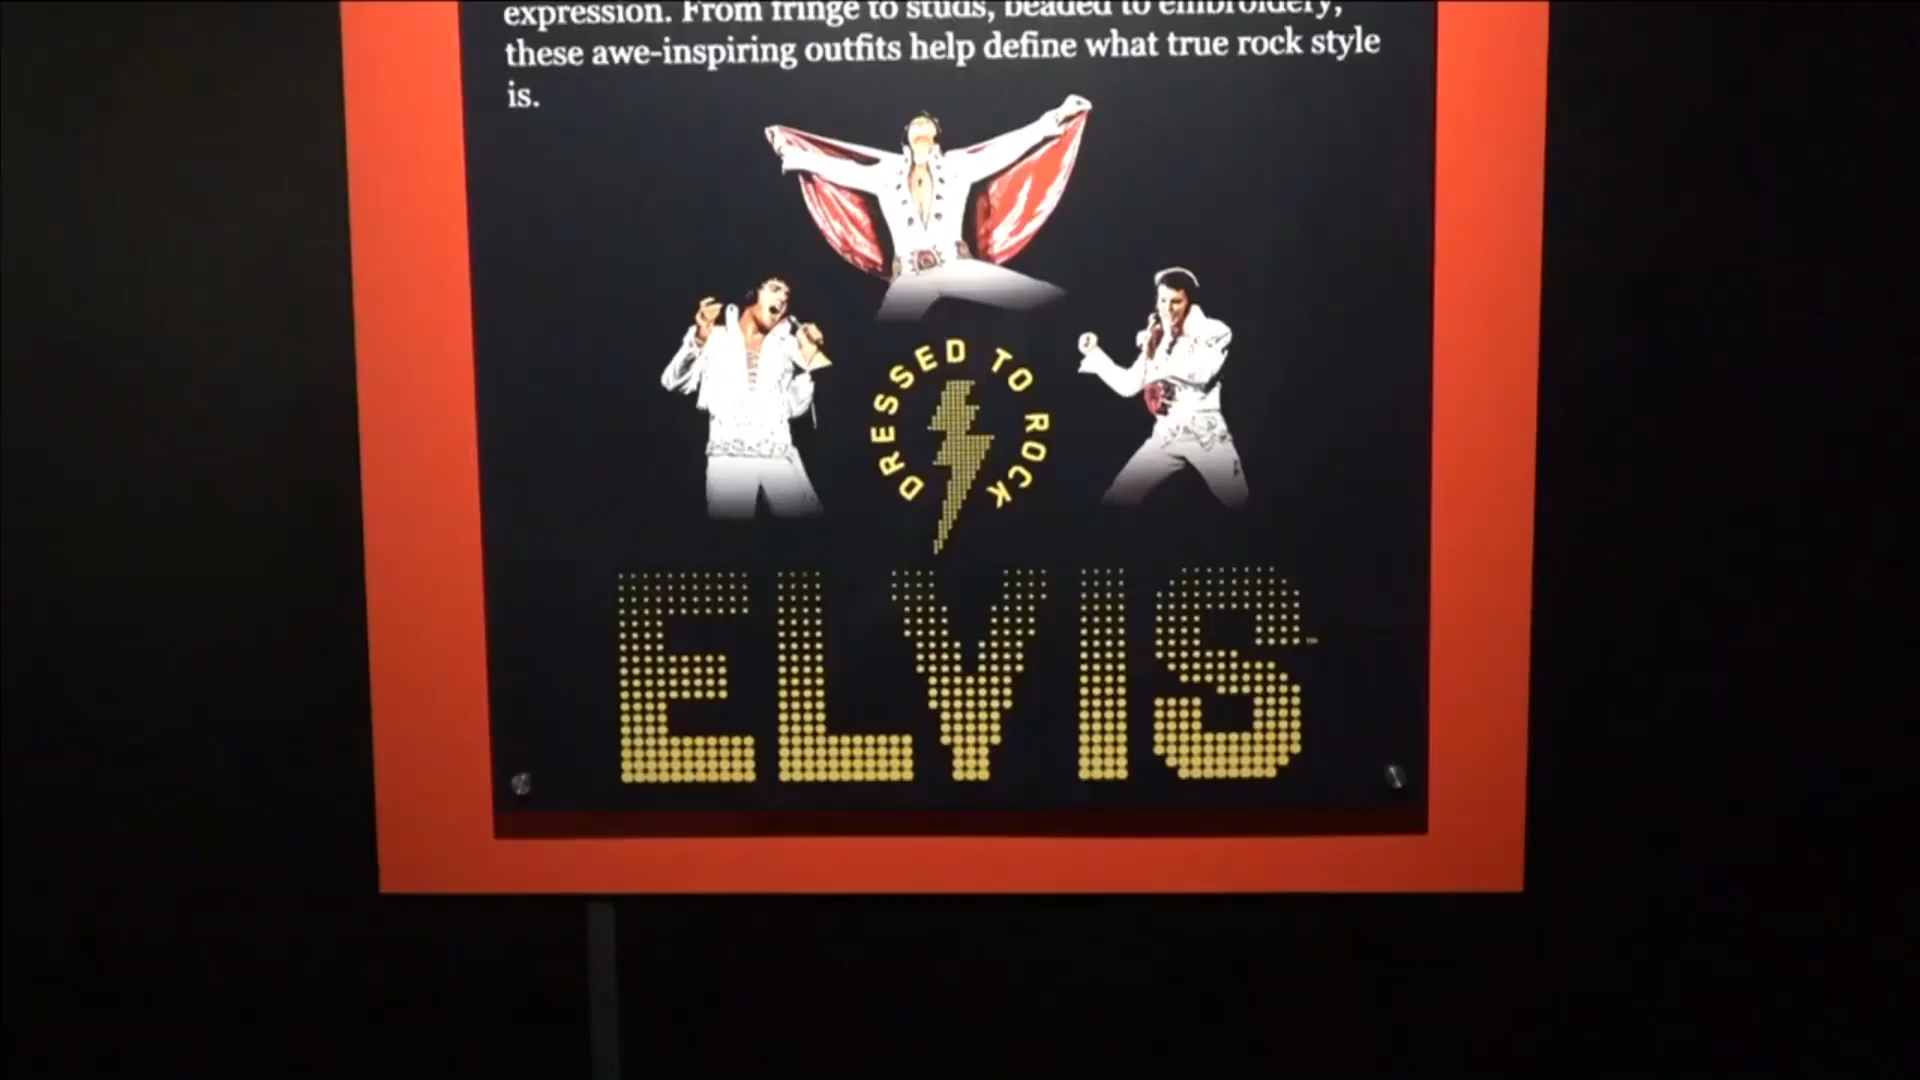 expression. From fringe to studs, beaded to embroidery,
these awe-inspiring outfits help define what true rock style
is.
DRESSED TO ROCK
ELVIS™